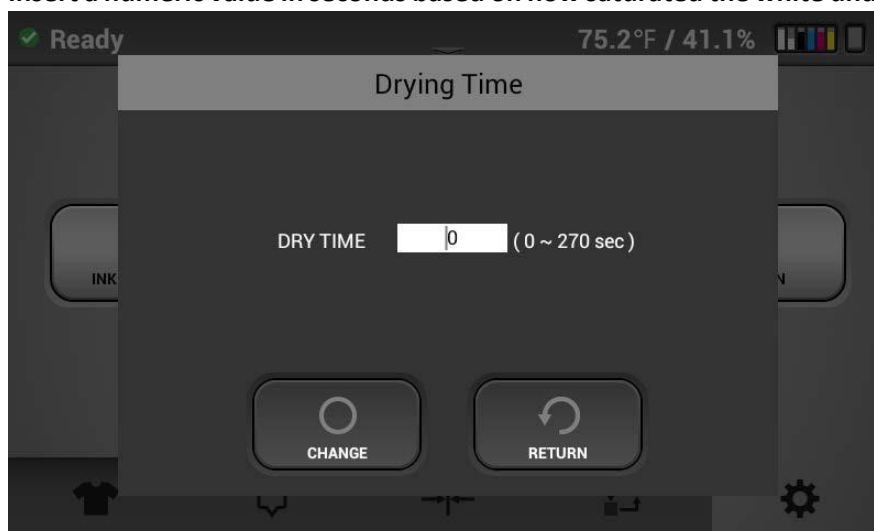 Insert a numeric value in seconds based on how saturated the white and
Ready 75.2°F / 41.1%
Drying Time
DRY TIME 0 ( 0 ~ 270 sec )
INK N
CHANGE RETURN